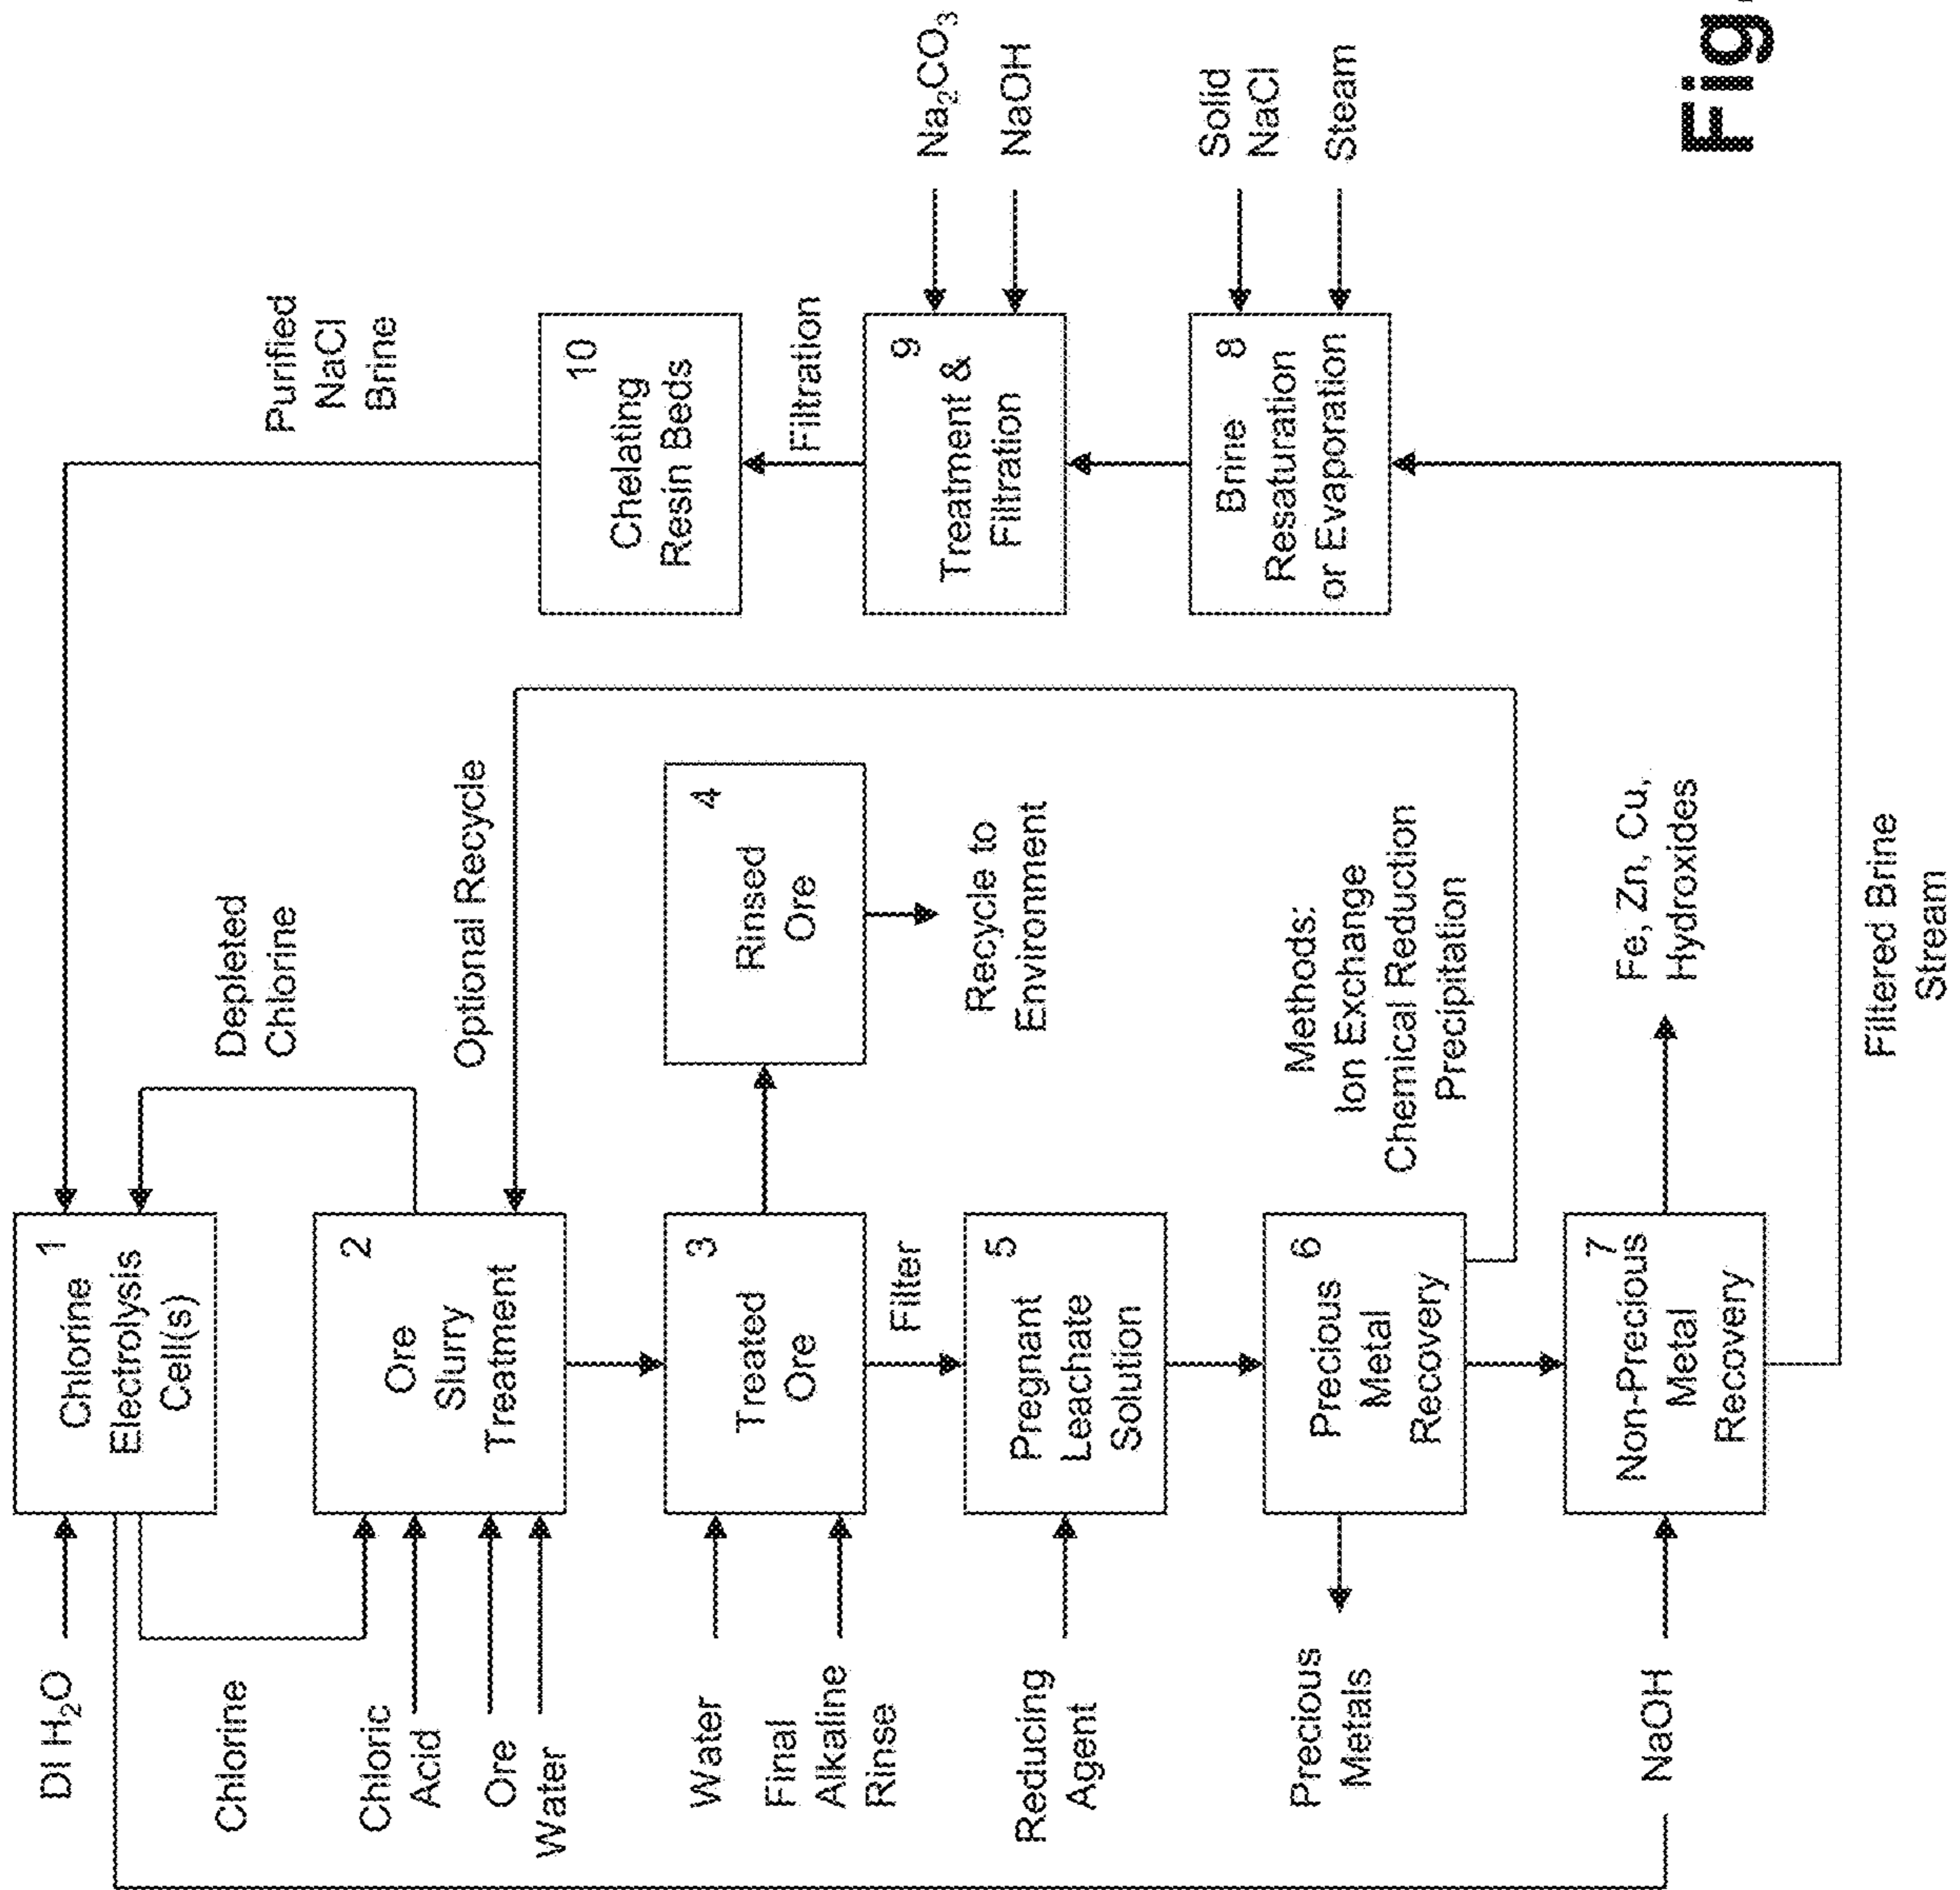 DI H₂O
1
Chlorine
Electrolysis
Cell(s)
Purified
NaCl
Brine
Depleted
Chlorine
Chlorine
Chloric
Acid
Ore
Water
2
Ore
Slurry
Treatment
Optional Recycle
Water
Final
Alkaline
Rinse
3
Treated
Ore
4
Rinsed
Ore
Recycle to
Environment
Filter
Reducing
Agent
5
Pregnant
Leachate
Solution
6
Precious
Metal
Recovery
Precious
Metals
Methods:
Ion Exchange
Chemical Reduction
Precipitation
NaOH
7
Non-Precious
Metal
Recovery
Fe, Zn, Cu,
Hydroxides
Filtered Brine
Stream
8
Brine
Resaturation
or Evaporation
Solid
NaCl
Steam
9
Treatment &
Filtration
Na₂CO₃
NaOH
Filtration
10
Chelating
Resin Beds
Fig.